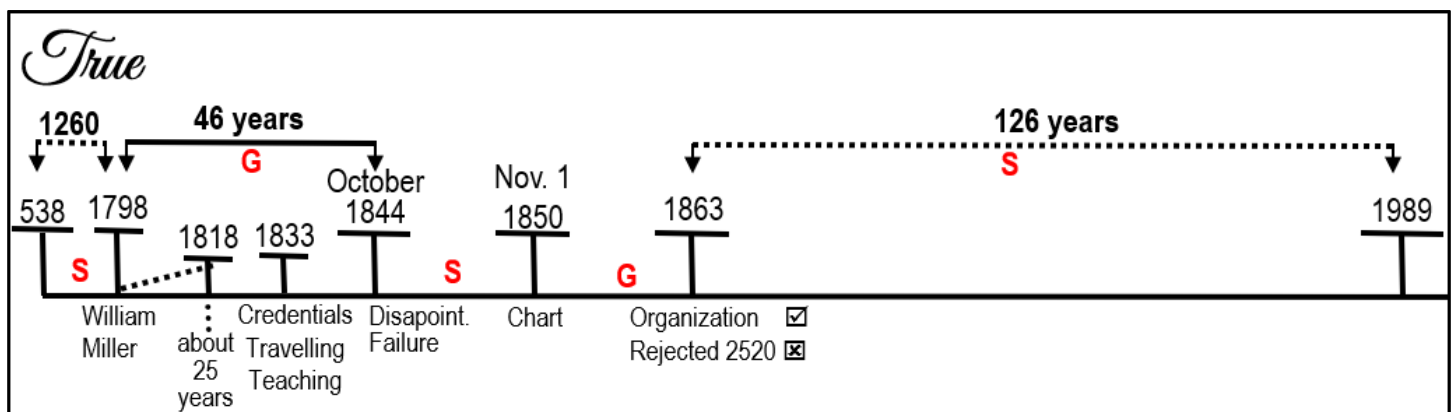 True
1260
46 years
126 years
G
S
October
Nov. 1
538
1798
1818
1833
1844
1850
1863
1989
S
S
G
William
Miller
about
25
years
Credentials
Travelling
Teaching
Disapoint.
Failure
Chart
Organization ☑
Rejected 2520 ☒